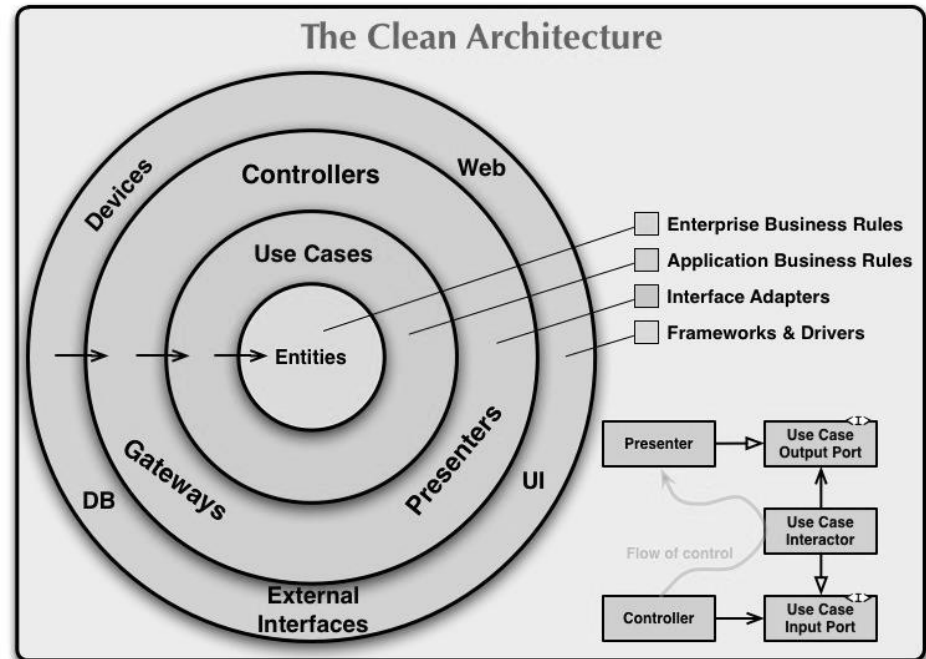 The Clean Architecture
Devices
Web
Controllers
Use Cases
Entities
Gateways
Presenters
DB
UI
External
Interfaces
Enterprise Business Rules
Application Business Rules
Interface Adapters
Frameworks & Drivers
Presenter
<I>
Use Case
Output Port
Use Case
Interactor
Flow of control
Controller
<I>
Use Case
Input Port